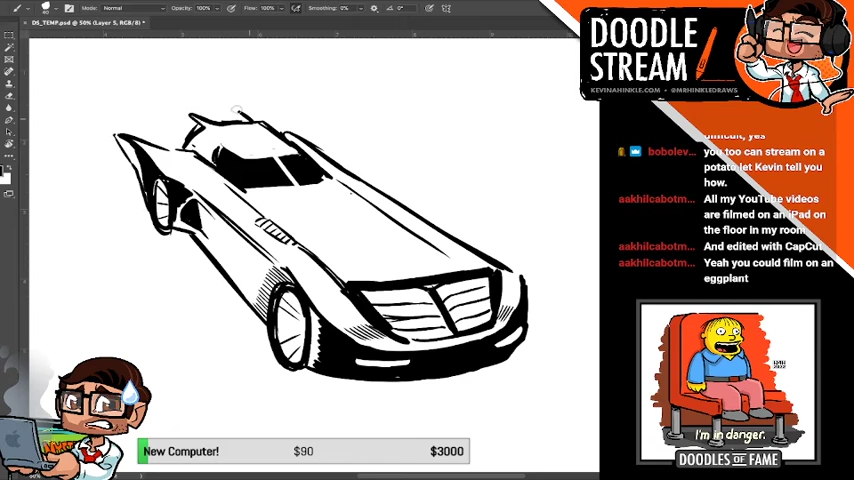 Mode: Normal Opacity: 100% Flow: 100% Smoothing: 0% 0°
DS_TEMP.psd @ 50% (Layer 5, RGB/8) *
DOODLE
STREAM
KEVINAHINKLE.COM • @MRHINKLEDRAWS
difficult, yes
bobolev... you too can stream on a
potato let Kevin tell you
how.
aakhilcabotm... All my YouTube videos
are filmed on an iPad on
the floor in my room
aakhilcabotm... And edited with CapCut
aakhilcabotm... Yeah you could film on an
eggplant
I'm in danger.
DOODLES OF FAME
New Computer! $90 $3000